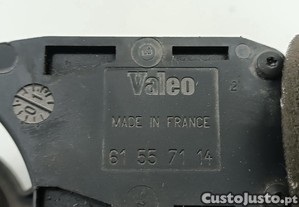 Valeo
2
MADE IN FRANCE
61 55 71 14
CustoJusto.pt